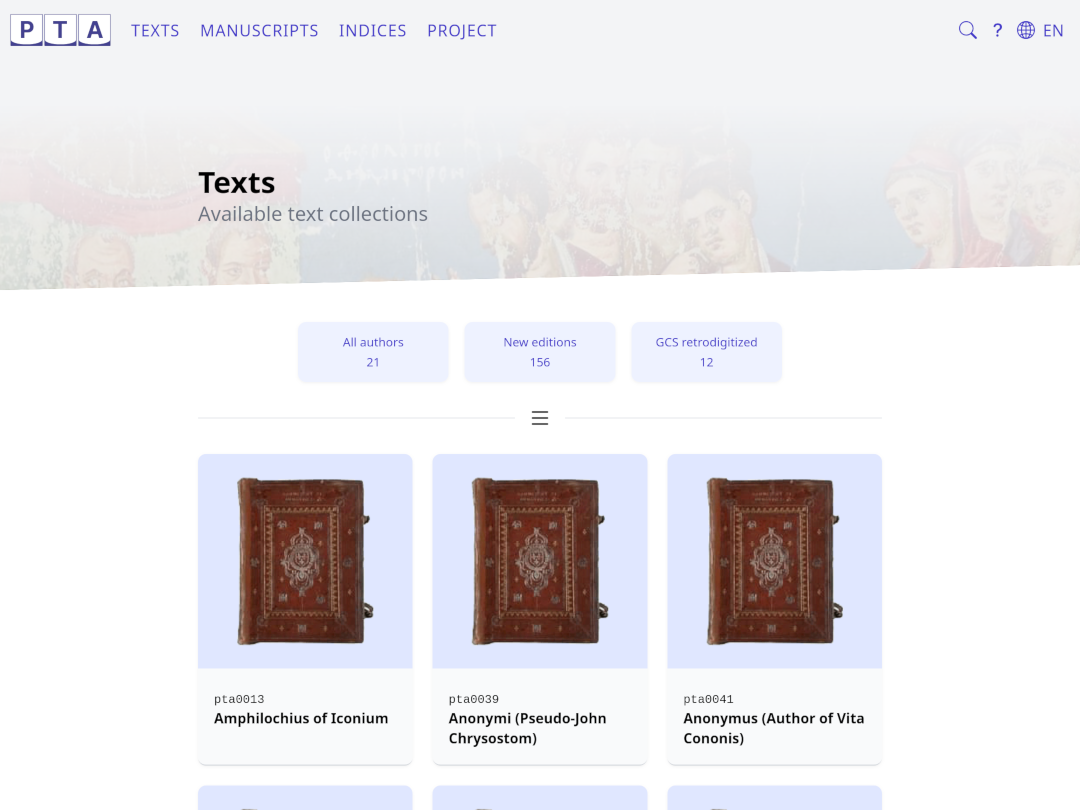 PTA
TEXTS
MANUSCRIPTS
INDICES
PROJECT
?
EN
Texts
Available text collections
All authors
21
New editions
156
GCS retrodigitized
12
pta0013
Amphilochius of Iconium
pta0039
Anonymi (Pseudo-John
Chrysostom)
pta0041
Anonymus (Author of Vita
Cononis)